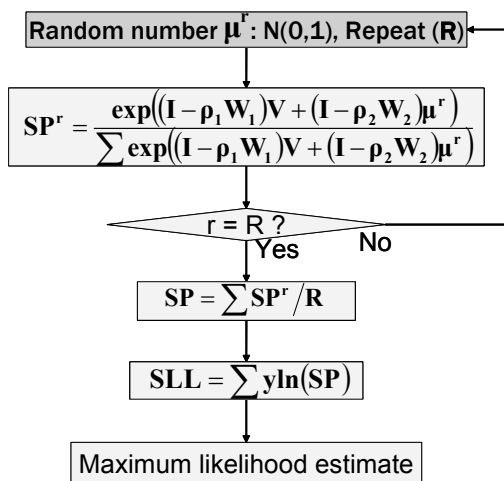 Random number μ^r: N(0,1), Repeat (R)
SP^r = exp((I − ρ₁W₁)V + (I − ρ₂W₂)μ^r) / ∑ exp((I − ρ₁W₁)V + (I − ρ₂W₂)μ^r)
r = R ?
Yes
No
SP = ∑ SP^r / R
SLL = ∑ yln(SP)
Maximum likelihood estimate